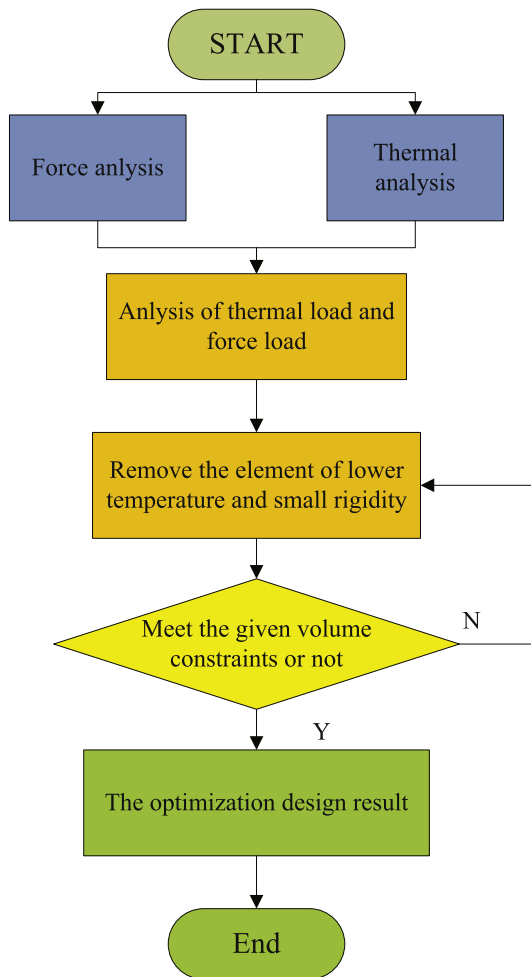 START
Force anlysis
Thermal
analysis
Anlysis of thermal load and
force load
Remove the element of lower
temperature and small rigidity
Meet the given volume
constraints or not
N
Y
The optimization design result
End